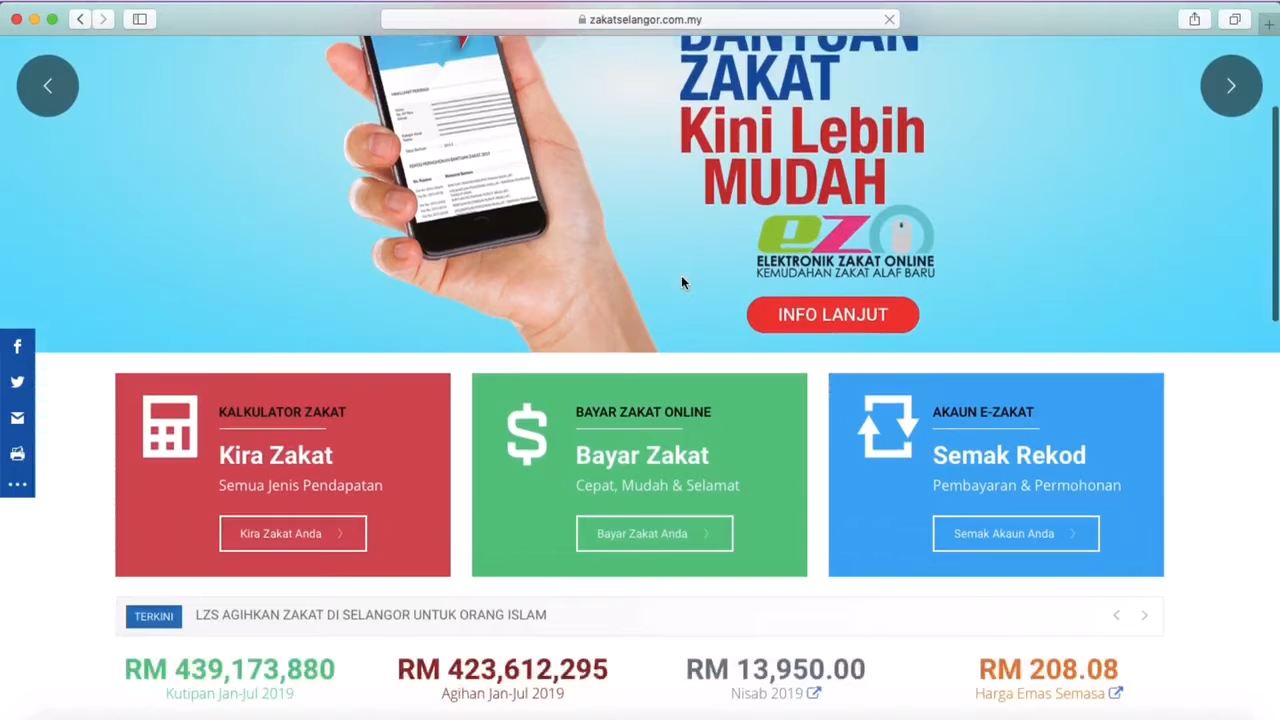 zakatselangor.com.my
BANTUAN
ZAKAT
Kini Lebih
MUDAH
ezo
ELEKTRONIK ZAKAT ONLINE
KEMUDAHAN ZAKAT ALAF BARU
INFO LANJUT
KALKULATOR ZAKAT
Kira Zakat
Semua Jenis Pendapatan
Kira Zakat Anda
BAYAR ZAKAT ONLINE
Bayar Zakat
Cepat, Mudah & Selamat
Bayar Zakat Anda
AKAUN E-ZAKAT
Semak Rekod
Pembayaran & Permohonan
Semak Akaun Anda
TERKINI LZS AGIHKAN ZAKAT DI SELANGOR UNTUK ORANG ISLAM
RM 439,173,880
Kutipan Jan-Jul 2019
RM 423,612,295
Agihan Jan-Jul 2019
RM 13,950.00
Nisab 2019
RM 208.08
Harga Emas Semasa